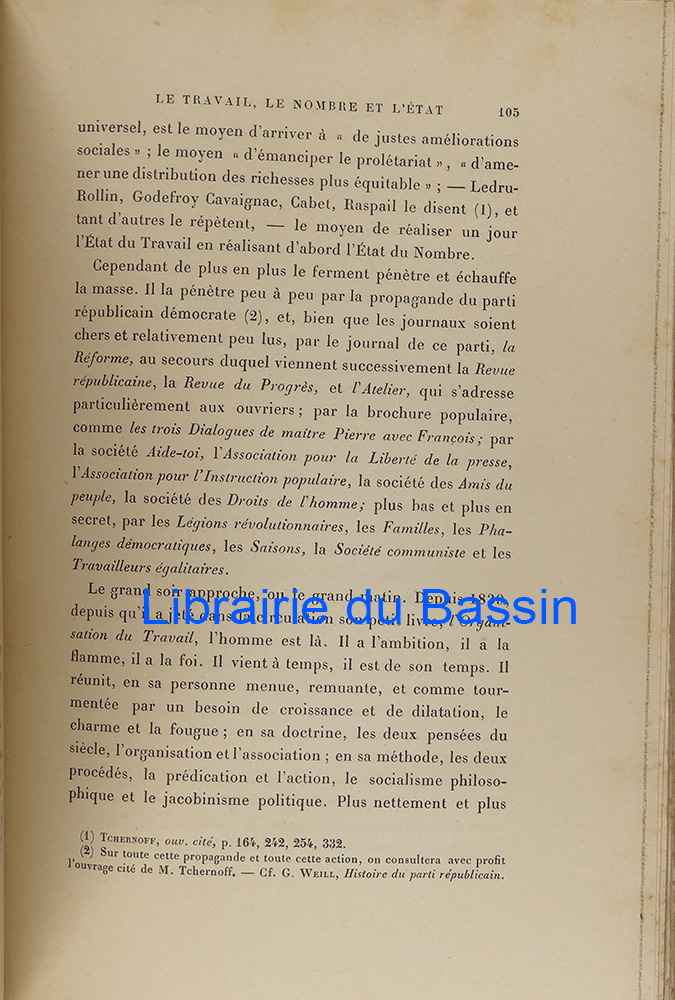 LE TRAVAIL, LE NOMBRE ET L'ÉTAT 105
universel, est le moyen d'arriver à « de justes améliorations
sociales » ; le moyen « d'émanciper le prolétariat », « d'ame-
ner une distribution des richesses plus équitable » ; — Ledru-
Rollin, Godefroy Cavaignac, Cabet, Raspail le disent (1), et
tant d'autres le répètent, — le moyen de réaliser un jour
l'État du Travail en réalisant d'abord l'État du Nombre.
Cependant de plus en plus le ferment pénètre et échauffe
la masse. Il la pénètre peu à peu par la propagande du parti
républicain démocrate (2), et, bien que les journaux soient
chers et relativement peu lus, par le journal de ce parti, la
Réforme, au secours duquel viennent successivement la Revue
républicaine, la Revue du Progrès, et l'Atelier, qui s'adresse
particulièrement aux ouvriers ; par la brochure populaire,
comme les trois Dialogues de maitre Pierre avec François ; par
la société Aide-toi, l'Association pour la Liberté de la presse,
l'Association pour l'Instruction populaire, la société des Amis du
peuple, la société des Droits de l'homme ; plus bas et plus en
secret, par les Légions révolutionnaires, les Familles, les Pha-
langes démocratiques, les Saisons, la Société communiste et les
Travailleurs égalitaires.
Le grand soir approche, ou le grand matin. Depuis
Librairie du Bassin
depuis qu'il a jeté dans la circulation son petit livre, l'Organi-
sation du Travail, l'homme est là. Il a l'ambition, il a la
flamme, il a la foi. Il vient à temps, il est de son temps. Il
réunit, en sa personne menue, remuante, et comme tour-
mentée par un besoin de croissance et de dilatation, le
charme et la fougue ; en sa doctrine, les deux pensées du
siècle, l'organisation et l'association ; en sa méthode, les deux
procédés, la prédication et l'action, le socialisme philoso-
phique et le jacobinisme politique. Plus nettement et plus
(1) TCHERNOFF, ouv. cité, p. 164, 242, 254, 332.
(2) Sur toute cette propagande et toute cette action, on consultera avec profit
l'ouvrage cité de M. Tchernoff. — Cf. G. WEILL, Histoire du parti républicain.